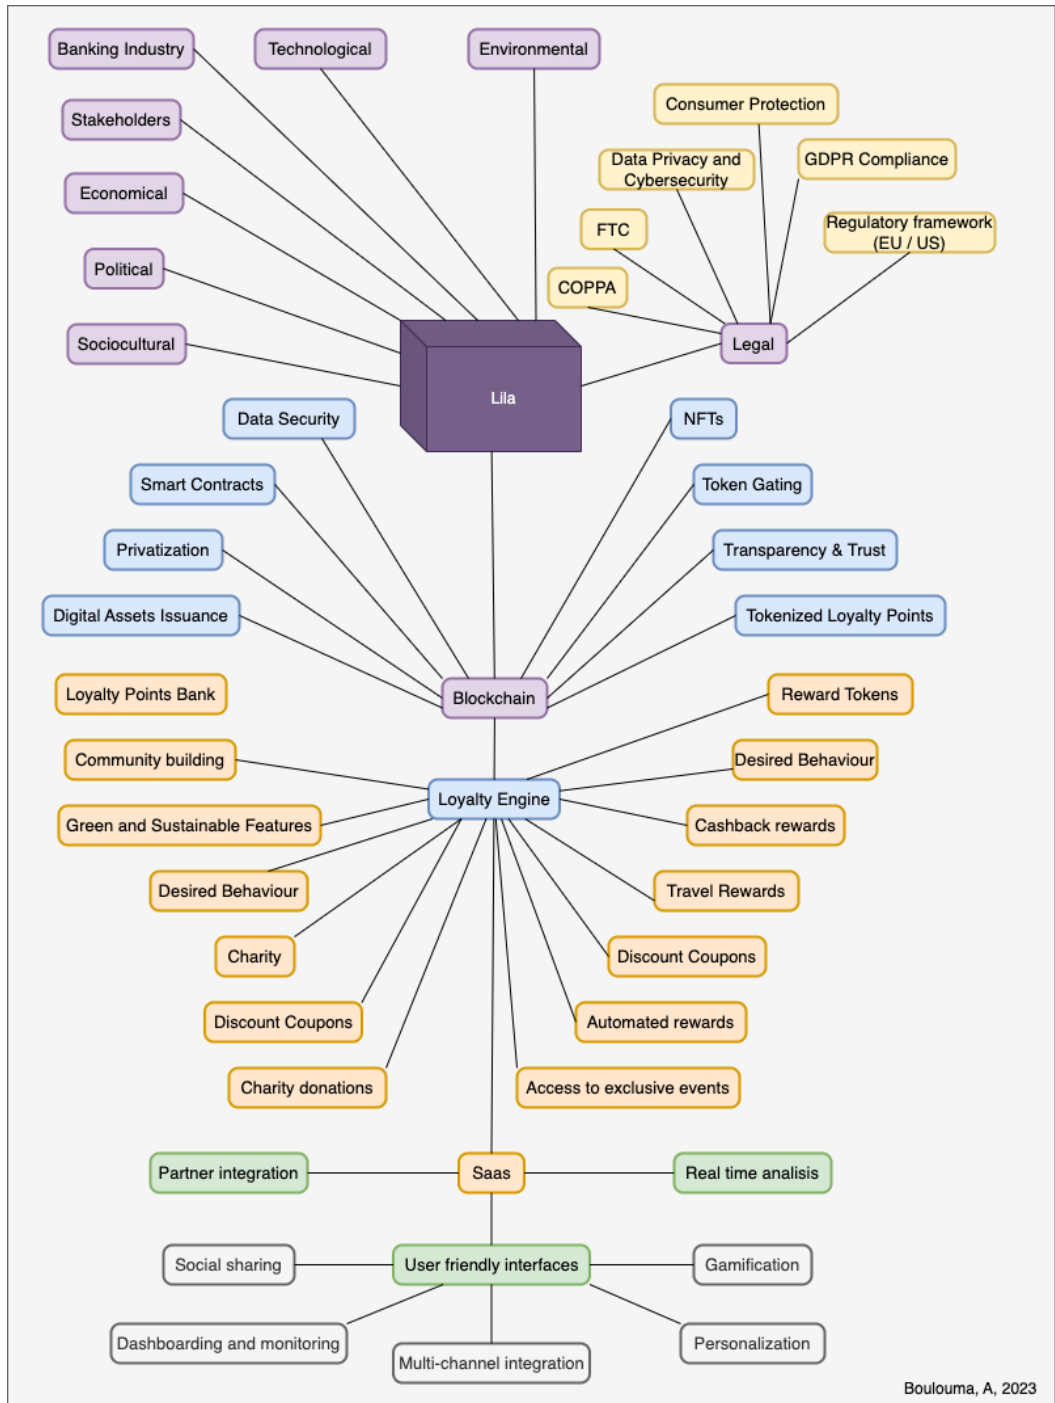 Banking Industry
Technological
Environmental
Consumer Protection
Stakeholders
Data Privacy and
Cybersecurity
GDPR Compliance
Economical
FTC
Regulatory framework
(EU / US)
Political
COPPA
Sociocultural
Legal
Lila
Data Security
NFTs
Smart Contracts
Token Gating
Privatization
Transparency & Trust
Digital Assets Issuance
Tokenized Loyalty Points
Blockchain
Loyalty Points Bank
Reward Tokens
Community building
Desired Behaviour
Loyalty Engine
Green and Sustainable Features
Cashback rewards
Desired Behaviour
Travel Rewards
Charity
Discount Coupons
Discount Coupons
Automated rewards
Charity donations
Access to exclusive events
Partner integration
Saas
Real time analisis
Social sharing
User friendly interfaces
Gamification
Dashboarding and monitoring
Personalization
Multi-channel integration
Boulouma, A, 2023